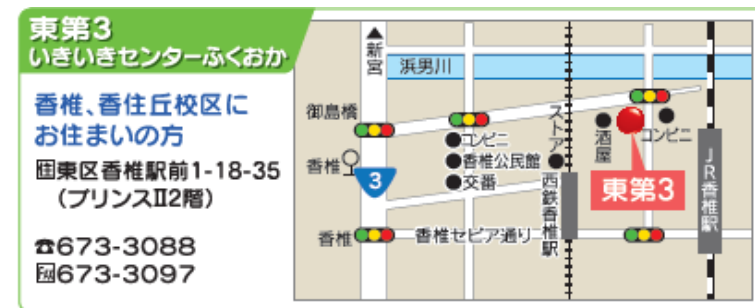 東第3
いきいきセンターふくおか
香椎、香住丘校区に
お住まいの方
住東区香椎駅前1-18-35
（プリンスⅡ2階）
☎673-3088
FAX673-3097
▲新宮
浜男川
御島橋
香椎
3
香椎
●コンビニ
●香椎公民館
●交番
ストア
西鉄香椎駅
香椎セピア通り
酒屋
コンビニ
東第3
JR香椎駅